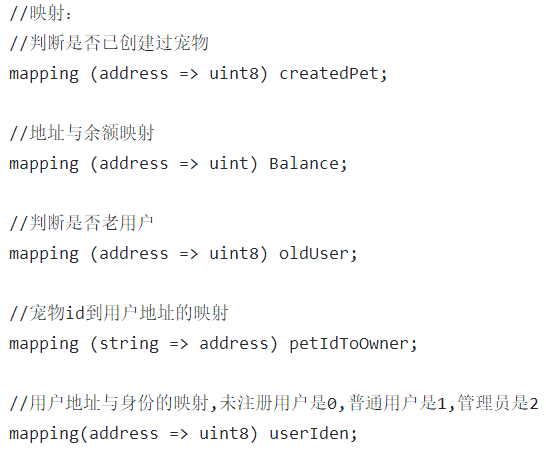 //映射：
//判断是否已创建过宠物
mapping (address => uint8) createdPet;
//地址与余额映射
mapping (address => uint) Balance;
//判断是否老用户
mapping (address => uint8) oldUser;
//宠物id到用户地址的映射
mapping (string => address) petIdToOwner;
//用户地址与身份的映射,未注册用户是0,普通用户是1,管理员是2
mapping(address => uint8) userIden;